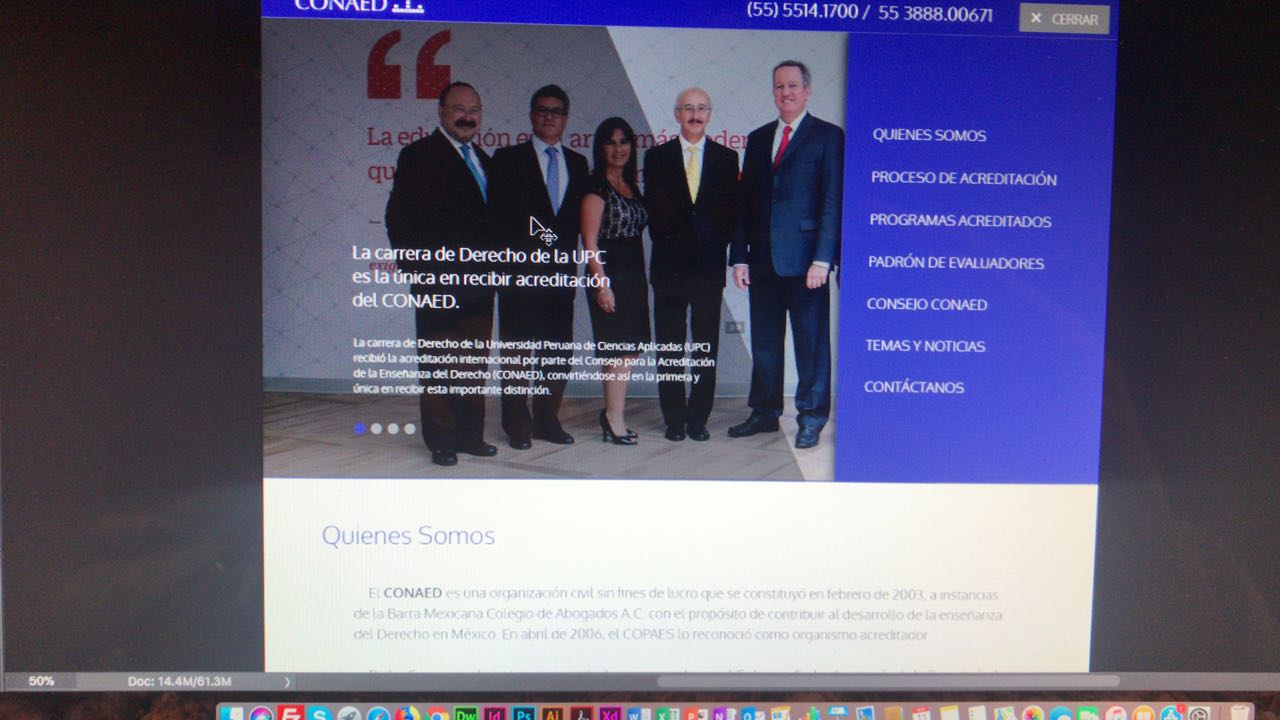 CONAED
(55) 5514.1700 / 55 3888.00671
✕ CERRAR
La carrera de Derecho de la UPC
es la única en recibir acreditación
del CONAED.
La carrera de Derecho de la Universidad Peruana de Ciencias Aplicadas (UPC)
recibió la acreditación internacional por parte del Consejo para la Acreditación
de la Enseñanza del Derecho (CONAED), convirtiéndose así en la primera y
única en recibir esta importante distinción.
QUIENES SOMOS
PROCESO DE ACREDITACIÓN
PROGRAMAS ACREDITADOS
PADRÓN DE EVALUADORES
CONSEJO CONAED
TEMAS Y NOTICIAS
CONTÁCTANOS
Quienes Somos
El CONAED es una organización civil sin fines de lucro que se constituyó en febrero de 2003, a instancias
de la Barra Mexicana Colegio de Abogados A.C. con el propósito de contribuir al desarrollo de la enseñanza
del Derecho en México. En abril de 2006, el COPAES lo reconoció como organismo acreditador.
50% Doc: 14.4M/61.3M
Dw Id Ps Ai Xd